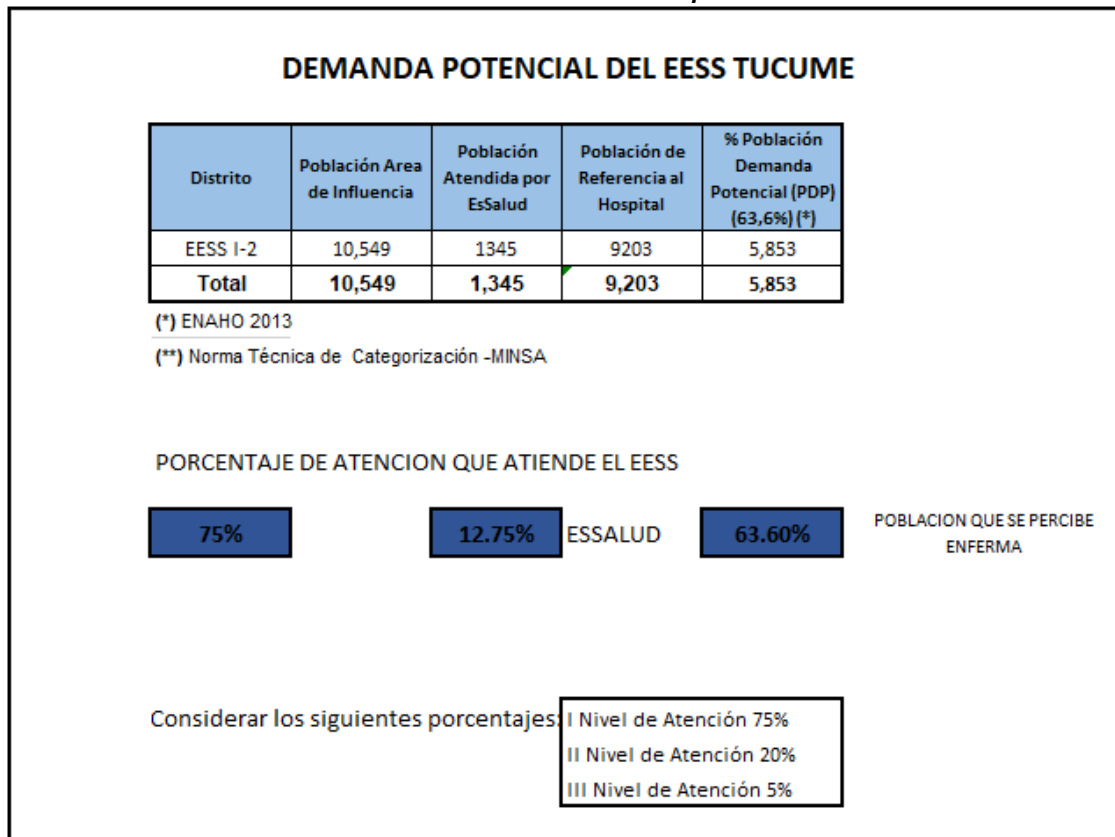 DEMANDA POTENCIAL DEL EESS TUCUME
Distrito
Población Area
de Influencia
Población
Atendida por
EsSalud
Población de
Referencia al
Hospital
% Población
Demanda
Potencial (PDP)
(63,6%) (*)
EESS I-2 10,549 1345 9203 5,853
Total 10,549 1,345 9,203 5,853
(*) ENAHO 2013
(**) Norma Técnica de Categorización -MINSA
PORCENTAJE DE ATENCION QUE ATIENDE EL EESS
75% 12.75% ESSALUD 63.60%
POBLACION QUE SE PERCIBE
ENFERMA
Considerar los siguientes porcentajes: I Nivel de Atención 75%
II Nivel de Atención 20%
III Nivel de Atención 5%